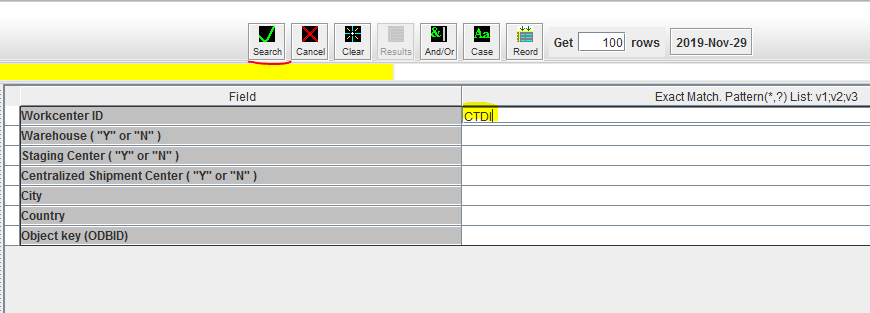 Search Cancel Clear Results And/Or Case Reord Get 100 rows 2019-Nov-29
Field Exact Match. Pattern(*,?) List: v1;v2;v3
Workcenter ID CTDI
Warehouse ( "Y" or "N" )
Staging Center ( "Y" or "N" )
Centralized Shipment Center ( "Y" or "N" )
City
Country
Object key (ODBID)